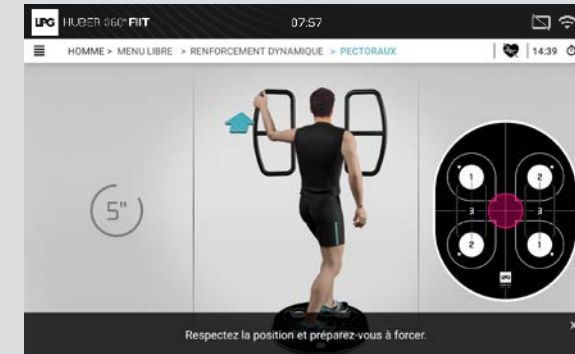 LPG HUBER 360° FIIT 07:57
HOMME > MENU LIBRE > RENFORCEMENT DYNAMIQUE > PECTORAUX 14:39
5"
1 2
3 3
2 1
LPG
Respectez la position et préparez-vous à forcer.
X